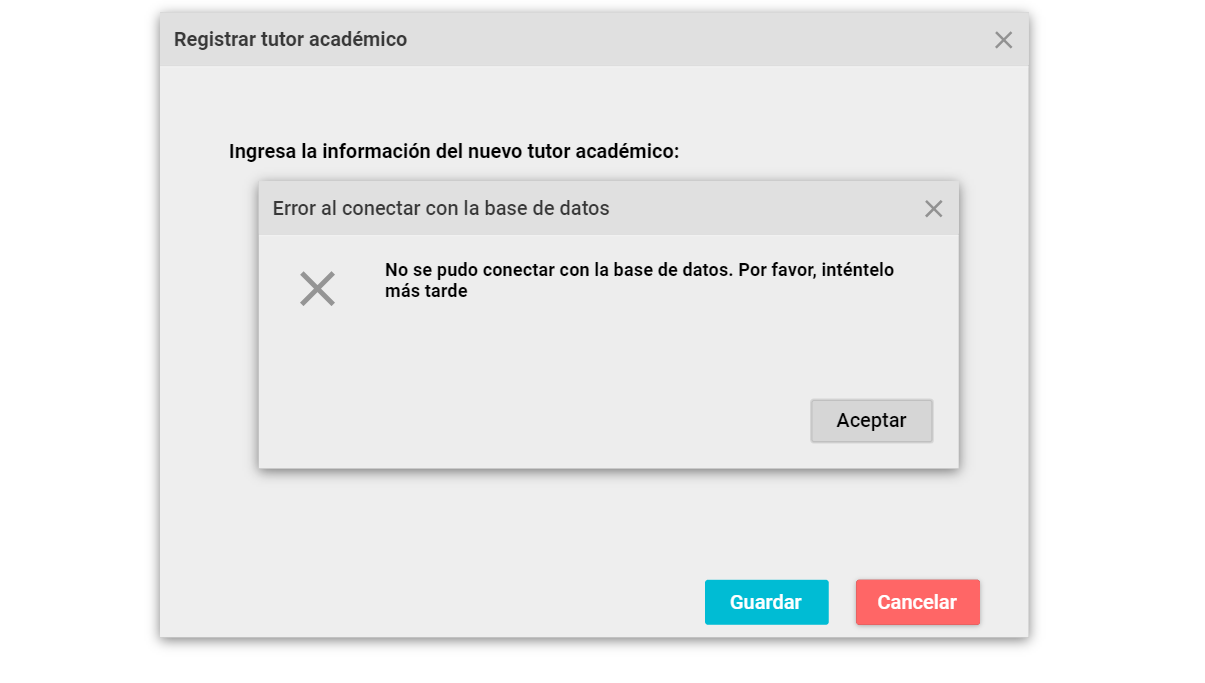 Registrar tutor académico
Ingresa la información del nuevo tutor académico:
Error al conectar con la base de datos
No se pudo conectar con la base de datos. Por favor, inténtelo
más tarde
Aceptar
Guardar
Cancelar